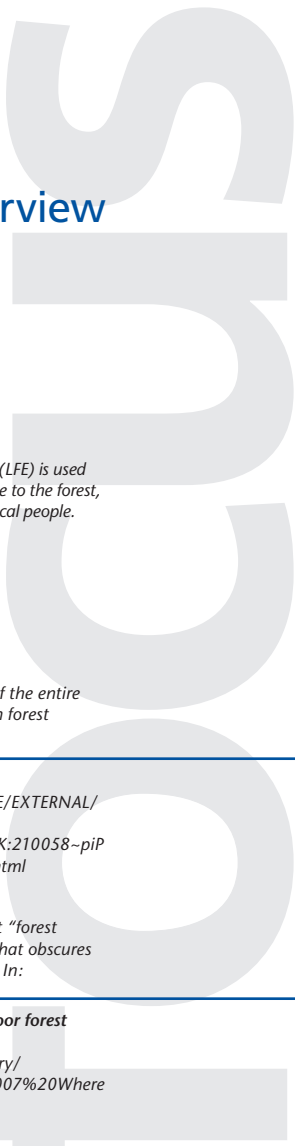 rview
(LFE) is used
e to the forest,
cal people.
f the entire
n forest
E/EXTERNAL/
K:210058~piP
tml
t “forest
hat obscures
In:
oor forest
ry/
007%20Where
focus